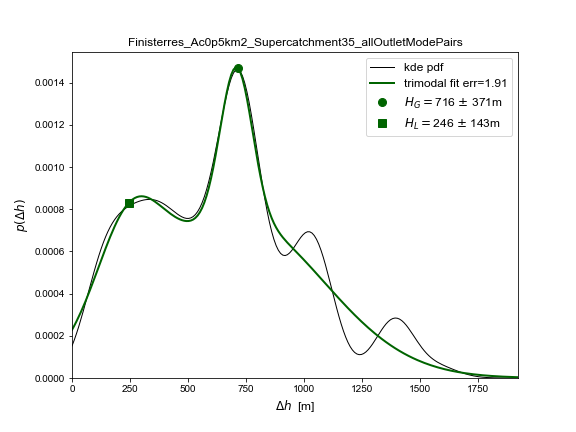 Finisterres_Ac0p5km2_Supercatchment35_allOutletModePairs
kde pdf
trimodal fit err=1.91
H_G = 716 ± 371m
H_L = 246 ± 143m
p(Δh)
0.0014
0.0012
0.0010
0.0008
0.0006
0.0004
0.0002
0.0000
0 250 500 750 1000 1250 1500 1750
Δh [m]